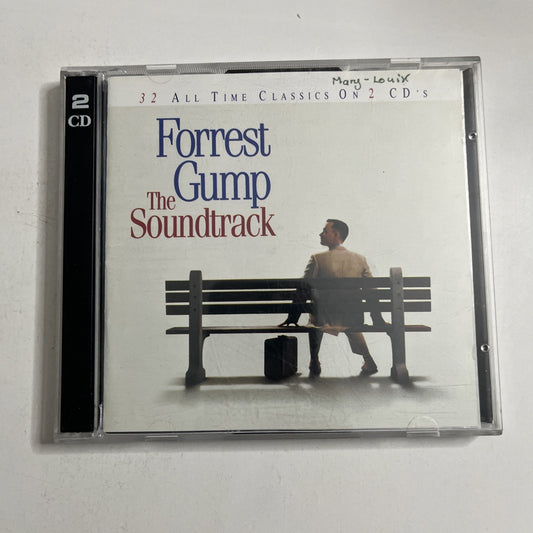 2
CD
Mary-Louix
32 ALL TIME CLASSICS ON 2 CD'S
Forrest
Gump
The
Soundtrack